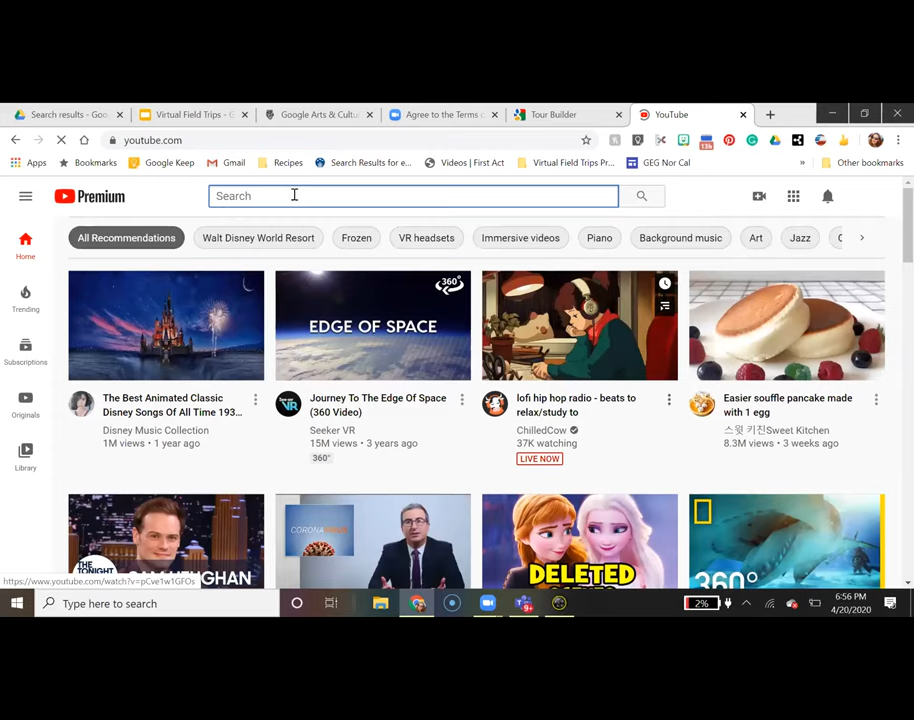 Search results - Goo
Virtual Field Trips - G
Google Arts & Cultu
Agree to the Terms o
Tour Builder
YouTube
youtube.com
13k
Apps
Bookmarks
Google Keep
Gmail
Recipes
Search Results for e...
Videos | First Act
Virtual Field Trips Pr...
GEG Nor Cal
»
Other bookmarks
Premium
Search
All Recommendations
Walt Disney World Resort
Frozen
VR headsets
Immersive videos
Piano
Background music
Art
Jazz
Home
Trending
Subscriptions
Originals
Library
360°
EDGE OF SPACE
The Best Animated Classic
Disney Songs Of All Time 193...
Disney Music Collection
1M views • 1 year ago
Journey To The Edge Of Space
(360 Video)
Seeker VR
15M views • 3 years ago
360°
lofi hip hop radio - beats to
relax/study to
ChilledCow
37K watching
LIVE NOW
Easier souffle pancake made
with 1 egg
스윗 키친Sweet Kitchen
8.3M views • 3 weeks ago
THE
TONIGHT
CORONA
DELETED
360°
https://www.youtube.com/watch?v=pCve1w1GFOs
Type here to search
9+
2%
6:56 PM
4/20/2020